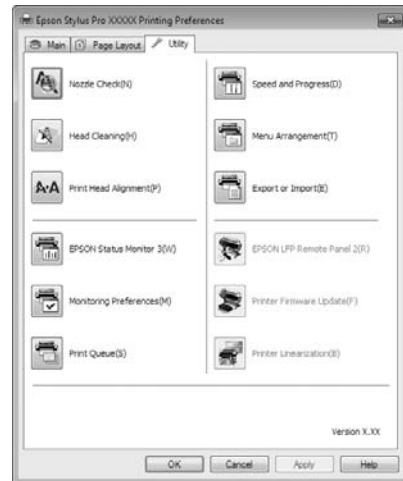 Epson Stylus Pro XXXXX Printing Preferences
Main
Page Layout
Utility
Nozzle Check(N)
Speed and Progress(D)
Head Cleaning(H)
Menu Arrangement(T)
Print Head Alignment(P)
Export or Import(E)
EPSON Status Monitor 3(W)
EPSON LFP Remote Panel 2(R)
Monitoring Preferences(M)
Printer Firmware Update(F)
Print Queue(S)
Printer Linearization(B)
Version X.XX
OK
Cancel
Apply
Help